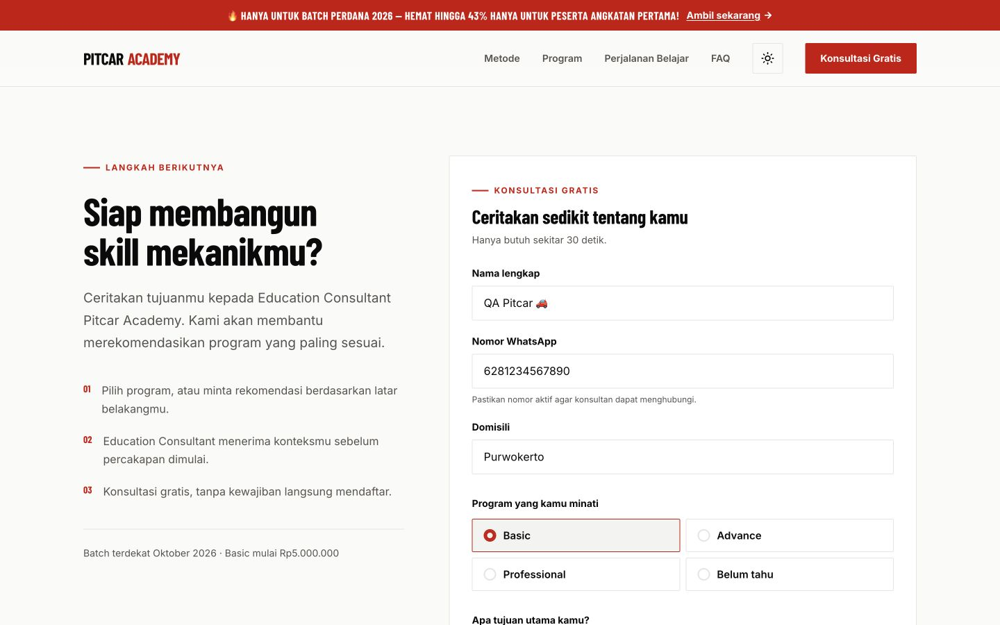 🔥 HANYA UNTUK BATCH PERDANA 2026 — HEMAT HINGGA 43% HANYA UNTUK PESERTA ANGKATAN PERTAMA! Ambil sekarang →
PITCAR ACADEMY
Metode Program Perjalanan Belajar FAQ Konsultasi Gratis
LANGKAH BERIKUTNYA
Siap membangun
skill mekanikmu?
Ceritakan tujuanmu kepada Education Consultant
Pitcar Academy. Kami akan membantu
merekomendasikan program yang paling sesuai.
01 Pilih program, atau minta rekomendasi berdasarkan latar
belakangmu.
02 Education Consultant menerima konteksmu sebelum
percakapan dimulai.
03 Konsultasi gratis, tanpa kewajiban langsung mendaftar.
Batch terdekat Oktober 2026 · Basic mulai Rp5.000.000
KONSULTASI GRATIS
Ceritakan sedikit tentang kamu
Hanya butuh sekitar 30 detik.
Nama lengkap
QA Pitcar 🚗
Nomor WhatsApp
6281234567890
Pastikan nomor aktif agar konsultan dapat menghubungi.
Domisili
Purwokerto
Program yang kamu minati
Basic Advance
Professional Belum tahu
Apa tujuan utama kamu?